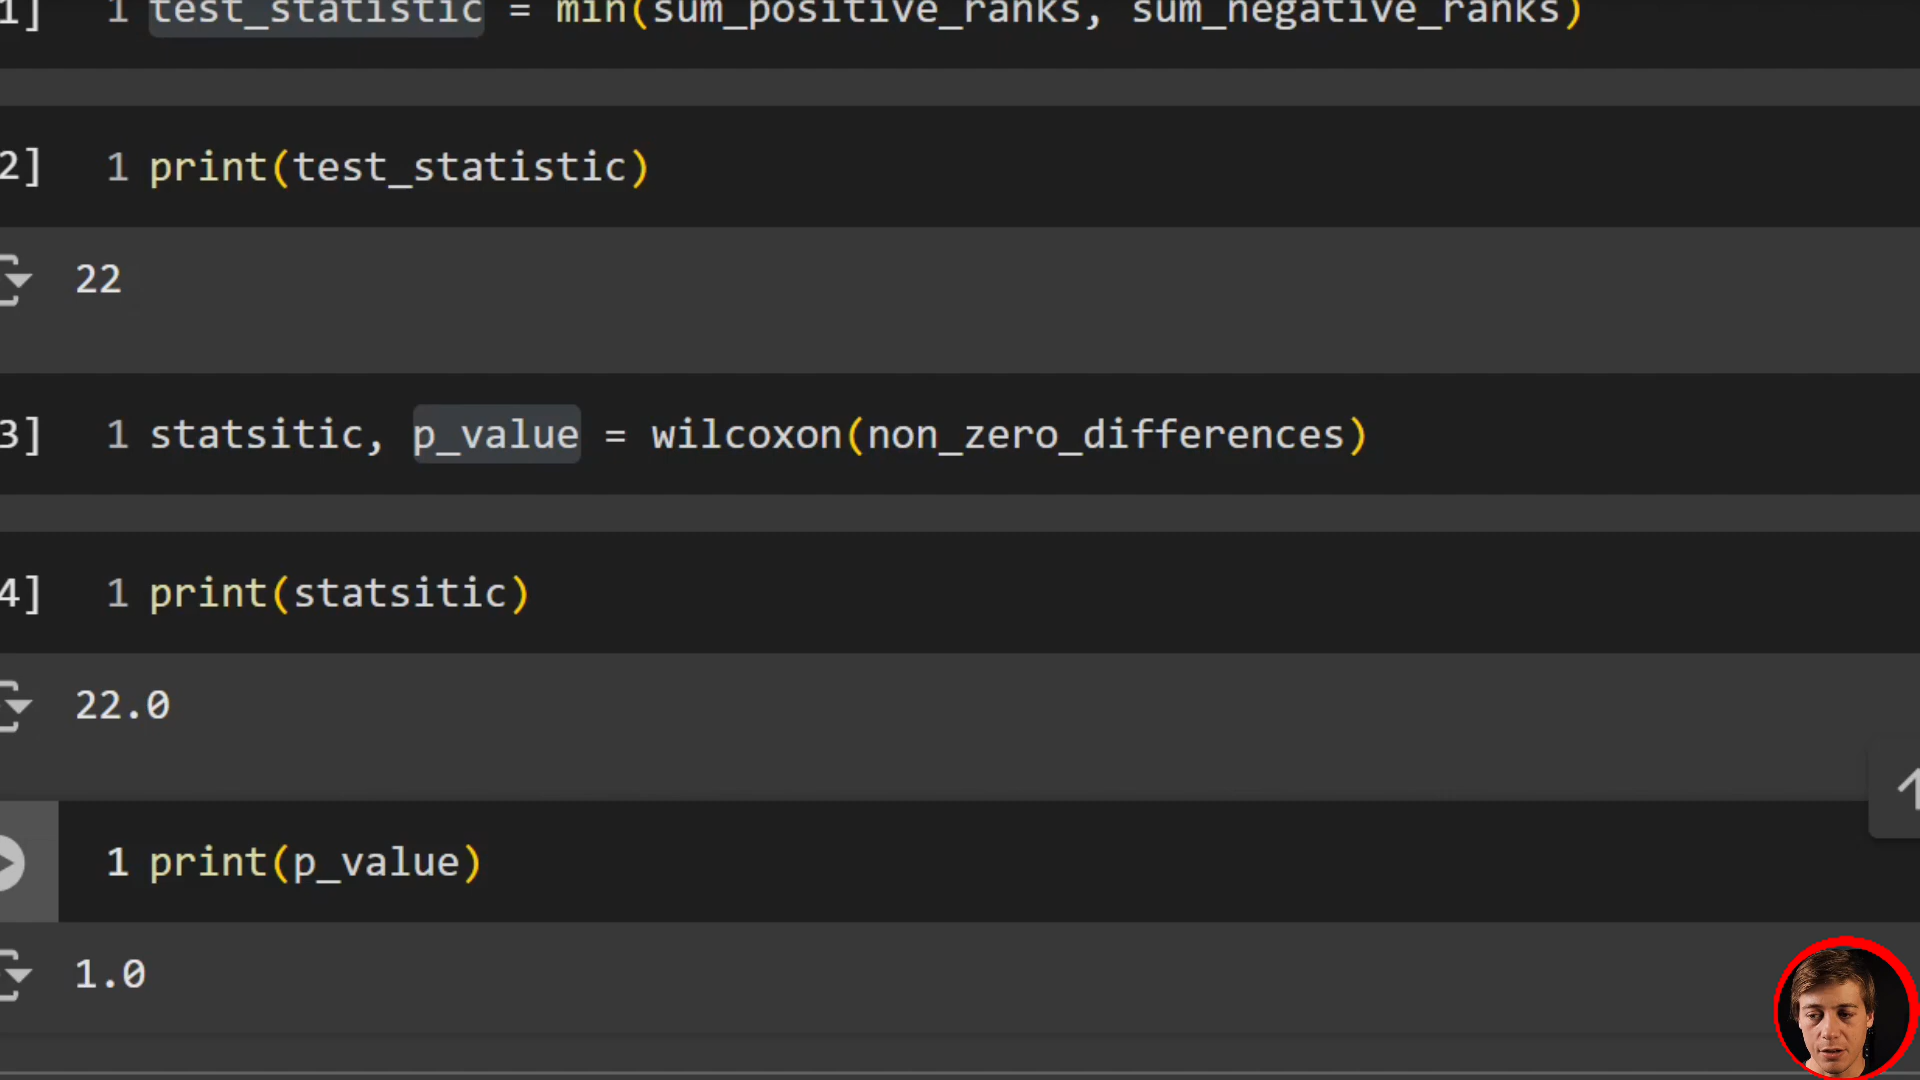 1] 1 test_statistic = min(sum_positive_ranks, sum_negative_ranks)
2] 1 print(test_statistic)
22
3] 1 statsitic, p_value = wilcoxon(non_zero_differences)
4] 1 print(statsitic)
22.0
1 print(p_value)
1.0